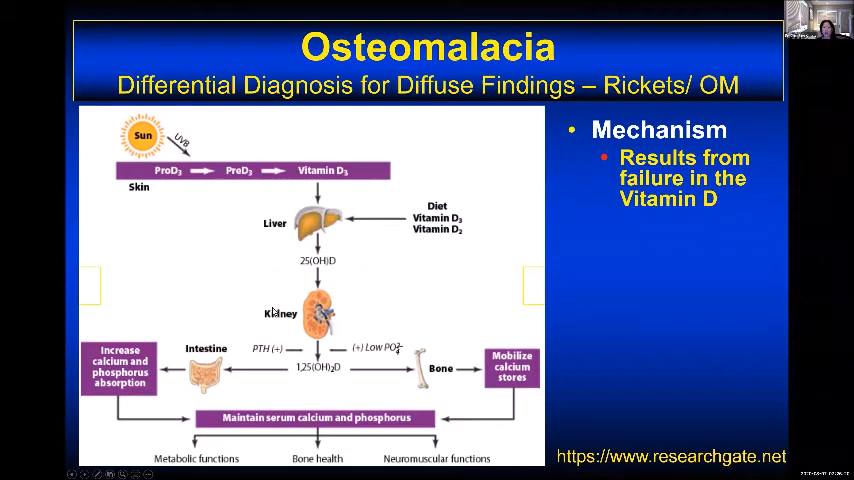 Osteomalacia
Differential Diagnosis for Diffuse Findings – Rickets/ OM
Sun
UVB
ProD3
PreD3
Vitamin D3
Skin
Liver
Diet
Vitamin D3
Vitamin D2
25(OH)D
Kidney
PTH (+)
(+) Low PO4 2–
1,25(OH)2D
Intestine
Bone
Increase
calcium and
phosphorus
absorption
Mobilize
calcium
stores
Maintain serum calcium and phosphorus
Metabolic functions
Bone health
Neuromuscular functions
• Mechanism
• Results from
failure in the
Vitamin D
https://www.researchgate.net